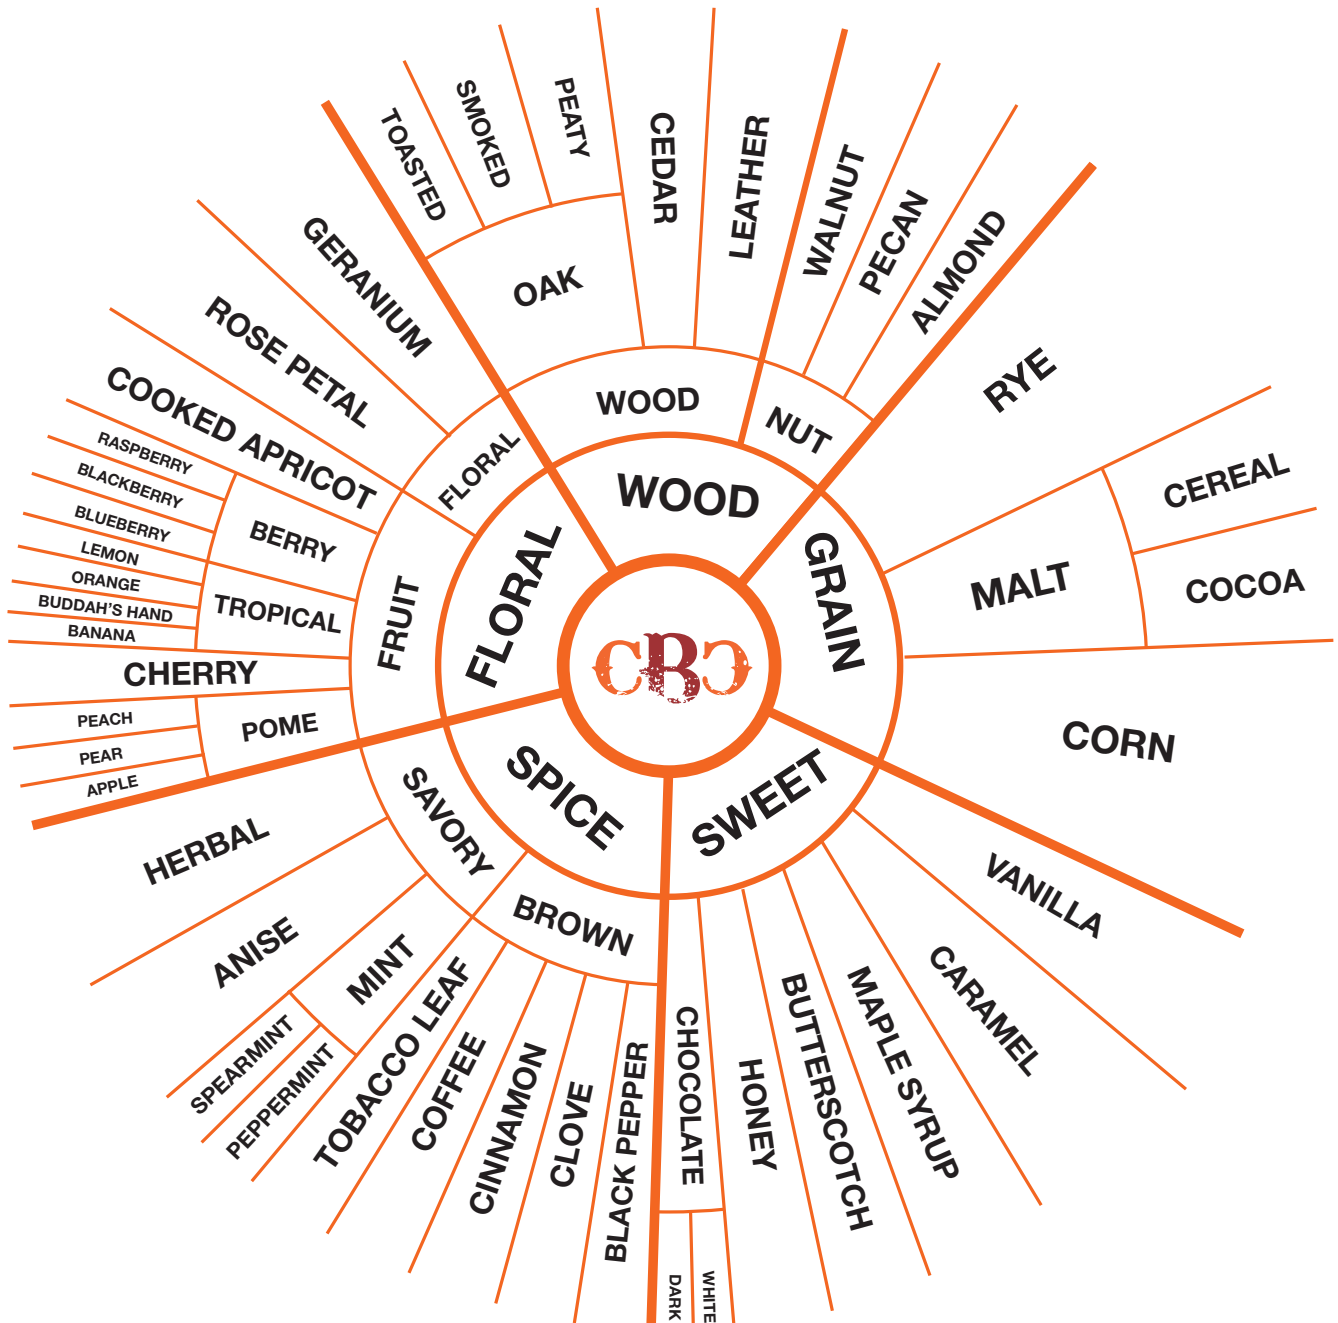 CBC
WOOD
WOOD
OAK
TOASTED
SMOKED
PEATY
CEDAR
LEATHER
NUT
WALNUT
PECAN
ALMOND
GRAIN
RYE
MALT
CEREAL
COCOA
CORN
SWEET
VANILLA
CARAMEL
MAPLE SYRUP
BUTTERSCOTCH
HONEY
CHOCOLATE
WHITE
DARK
SPICE
BROWN
BLACK PEPPER
CLOVE
CINNAMON
COFFEE
TOBACCO LEAF
SAVORY
MINT
PEPPERMINT
SPEARMINT
ANISE
HERBAL
FLORAL
FRUIT
POME
APPLE
PEAR
PEACH
CHERRY
TROPICAL
BANANA
BUDDAH'S HAND
ORANGE
LEMON
BERRY
BLUEBERRY
BLACKBERRY
RASPBERRY
COOKED APRICOT
FLORAL
ROSE PETAL
GERANIUM